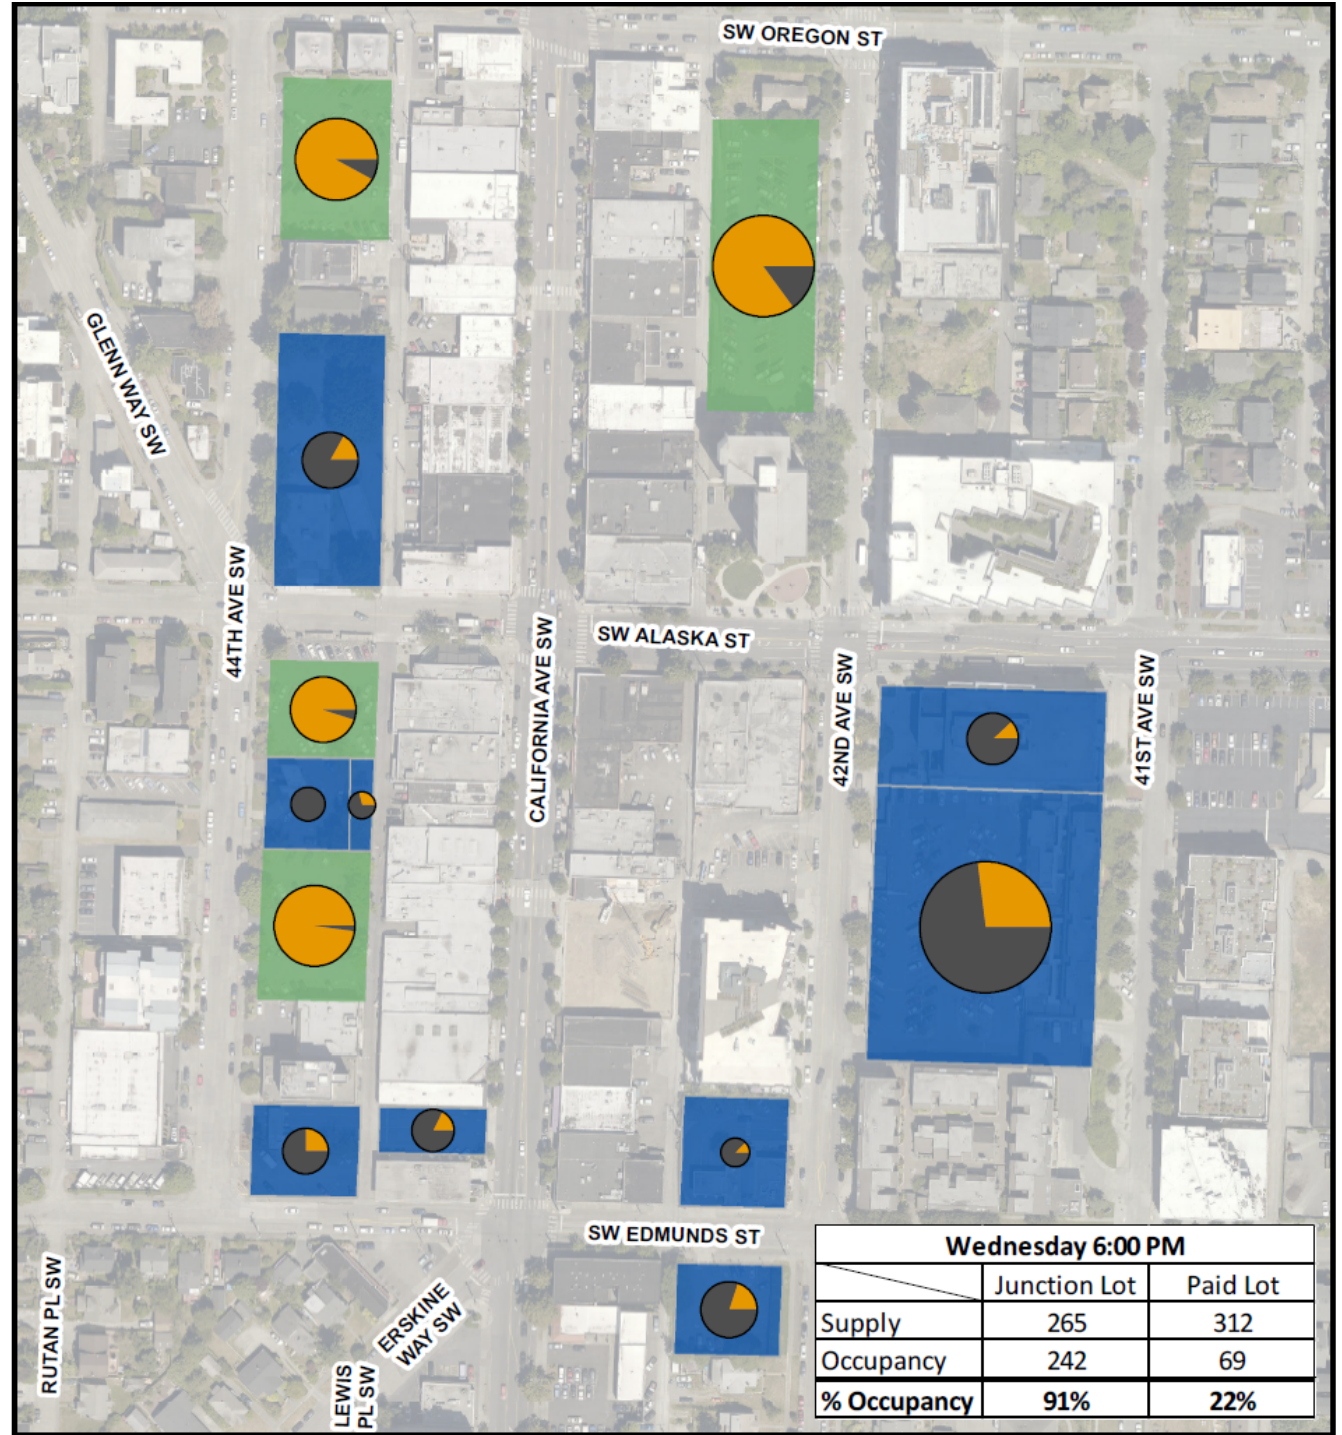 SW OREGON ST
GLENN WAY SW
44TH AVE SW
CALIFORNIA AVE SW
SW ALASKA ST
42ND AVE SW
41ST AVE SW
SW EDMUNDS ST
RUTAN PL SW
ERSKINE
WAY SW
LEWIS
PL SW
Wednesday 6:00 PM
Junction Lot Paid Lot
Supply 265 312
Occupancy 242 69
% Occupancy 91% 22%